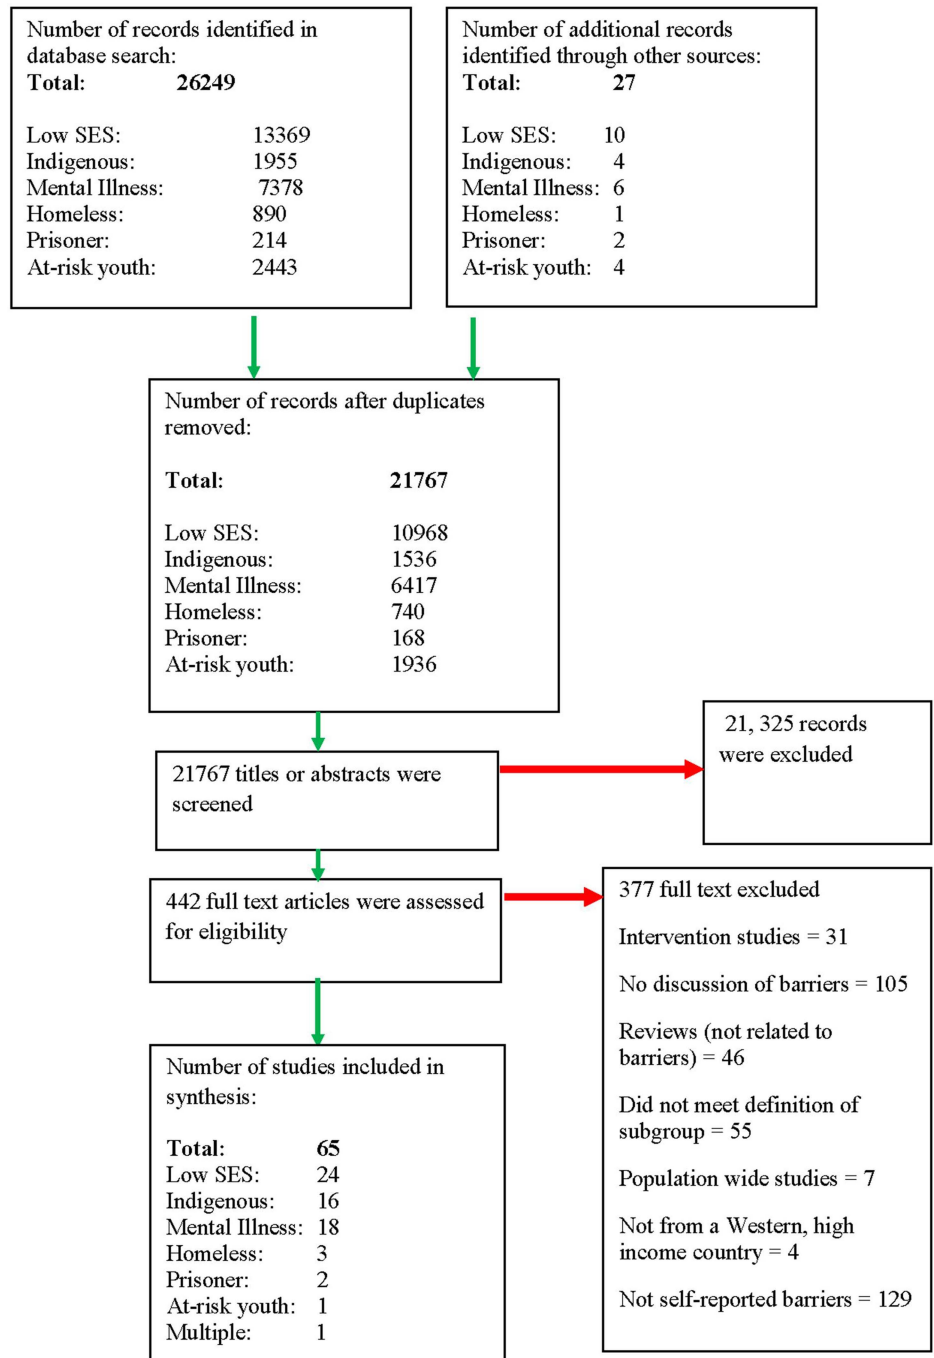 Number of records identified in
database search:
Total: 26249
Low SES: 13369
Indigenous: 1955
Mental Illness: 7378
Homeless: 890
Prisoner: 214
At-risk youth: 2443
Number of additional records
identified through other sources:
Total: 27
Low SES: 10
Indigenous: 4
Mental Illness: 6
Homeless: 1
Prisoner: 2
At-risk youth: 4
Number of records after duplicates
removed:
Total: 21767
Low SES: 10968
Indigenous: 1536
Mental Illness: 6417
Homeless: 740
Prisoner: 168
At-risk youth: 1936
21767 titles or abstracts were
screened
21, 325 records
were excluded
442 full text articles were assessed
for eligibility
377 full text excluded
Intervention studies = 31
No discussion of barriers = 105
Reviews (not related to
barriers) = 46
Did not meet definition of
subgroup = 55
Population wide studies = 7
Not from a Western, high
income country = 4
Not self-reported barriers = 129
Number of studies included in
synthesis:
Total: 65
Low SES: 24
Indigenous: 16
Mental Illness: 18
Homeless: 3
Prisoner: 2
At-risk youth: 1
Multiple: 1